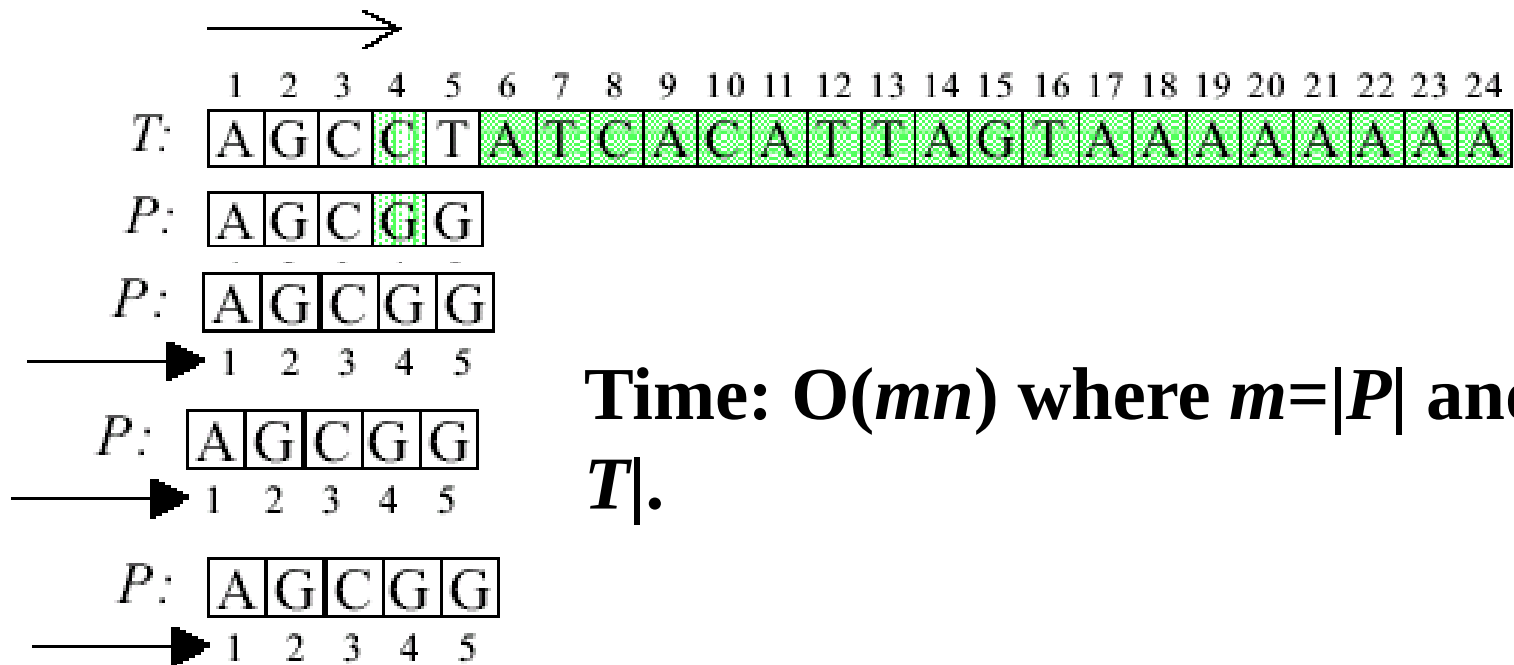 1 2 3 4 5 6 7 8 9 10 11 12 13 14 15 16 17 18 19 20 21 22 23 24
T: A G C C T A T C A C A T T A G T A A A A A A A A
P: A G C G G
P: A G C G G
1 2 3 4 5
P: A G C G G
1 2 3 4 5
P: A G C G G
1 2 3 4 5
Time: O(mn) where m=|P| and
T|.